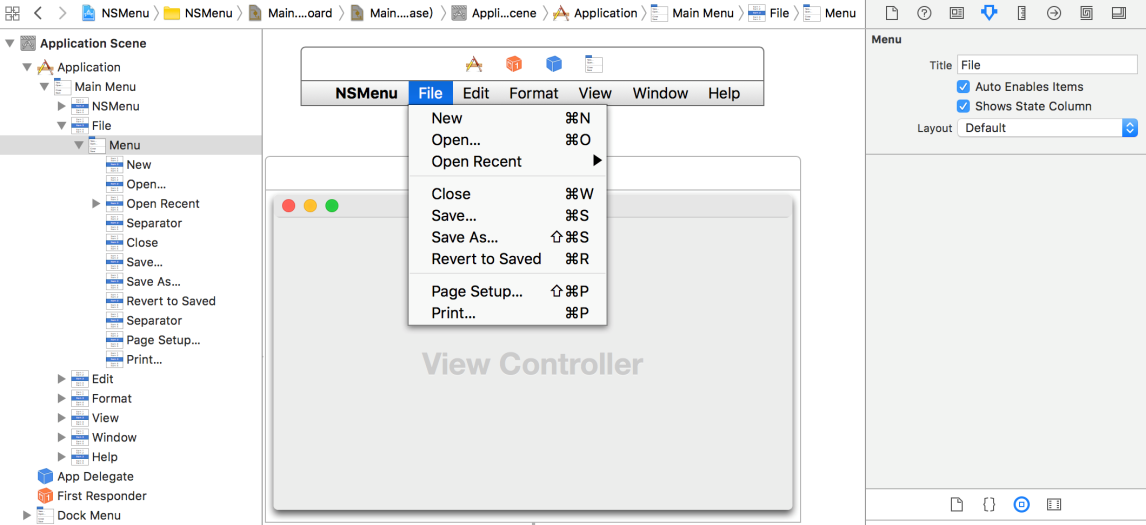 NSMenu NSMenu Main....oard Main....ase) Appli...cene Application Main Menu File Menu
Application Scene
Application
Main Menu
NSMenu
File
Menu
New
Open...
Open Recent
Separator
Close
Save...
Save As...
Revert to Saved
Separator
Page Setup...
Print...
Edit
Format
View
Window
Help
App Delegate
First Responder
Dock Menu
NSMenu File Edit Format View Window Help
New ⌘N
Open... ⌘O
Open Recent
Close ⌘W
Save... ⌘S
Save As... ⇧⌘S
Revert to Saved ⌘R
Page Setup... ⇧⌘P
Print... ⌘P
View Controller
Menu
Title File
Auto Enables Items
Shows State Column
Layout Default